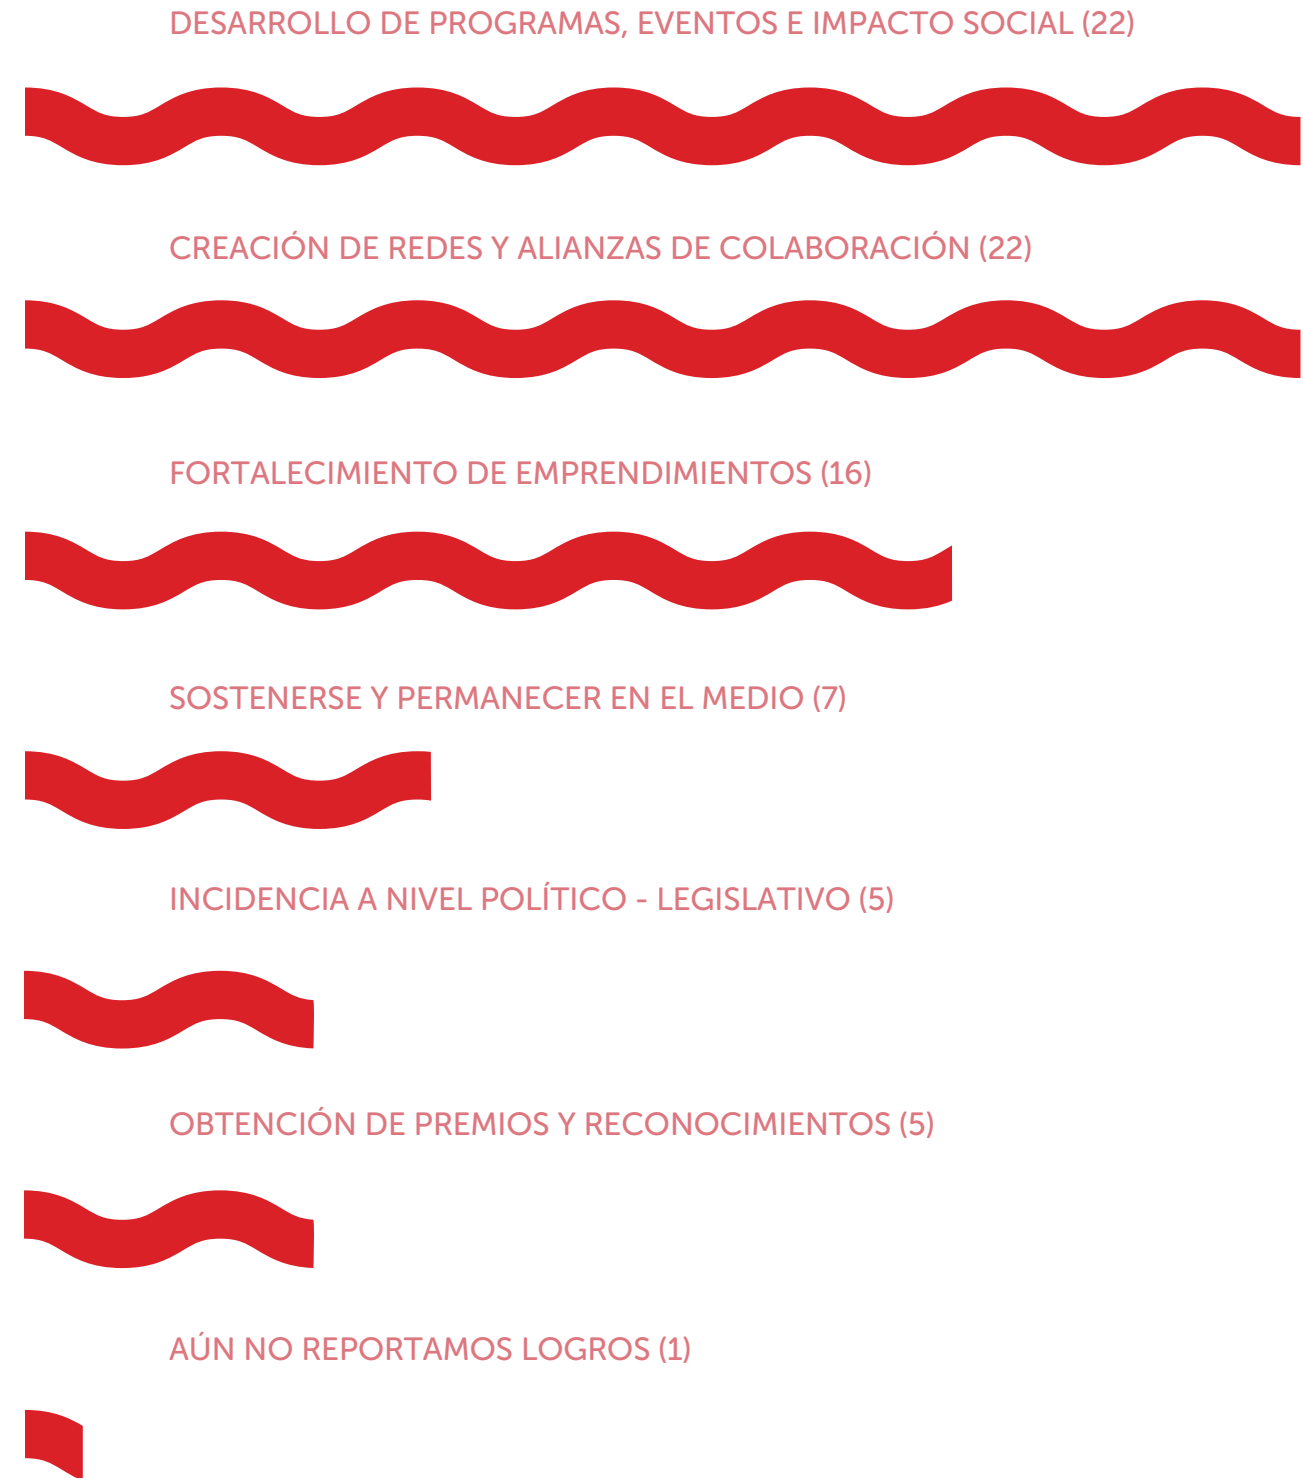 DESARROLLO DE PROGRAMAS, EVENTOS E IMPACTO SOCIAL (22)
CREACIÓN DE REDES Y ALIANZAS DE COLABORACIÓN (22)
FORTALECIMIENTO DE EMPRENDIMIENTOS (16)
SOSTENERSE Y PERMANECER EN EL MEDIO (7)
INCIDENCIA A NIVEL POLÍTICO - LEGISLATIVO (5)
OBTENCIÓN DE PREMIOS Y RECONOCIMIENTOS (5)
AÚN NO REPORTAMOS LOGROS (1)